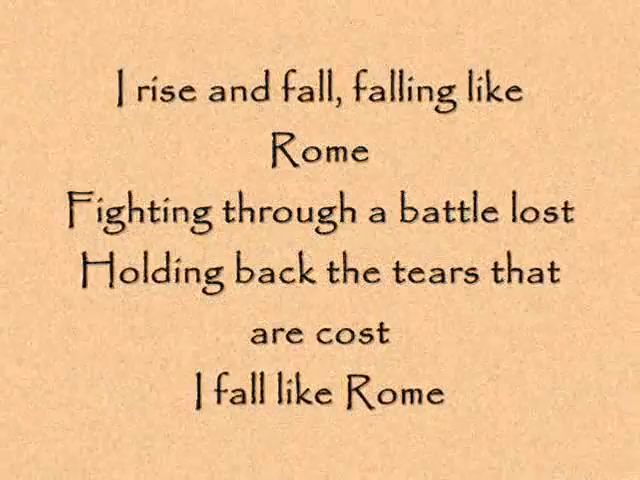 I rise and fall, falling like
Rome
Fighting through a battle lost
Holding back the tears that
are cost
I fall like Rome